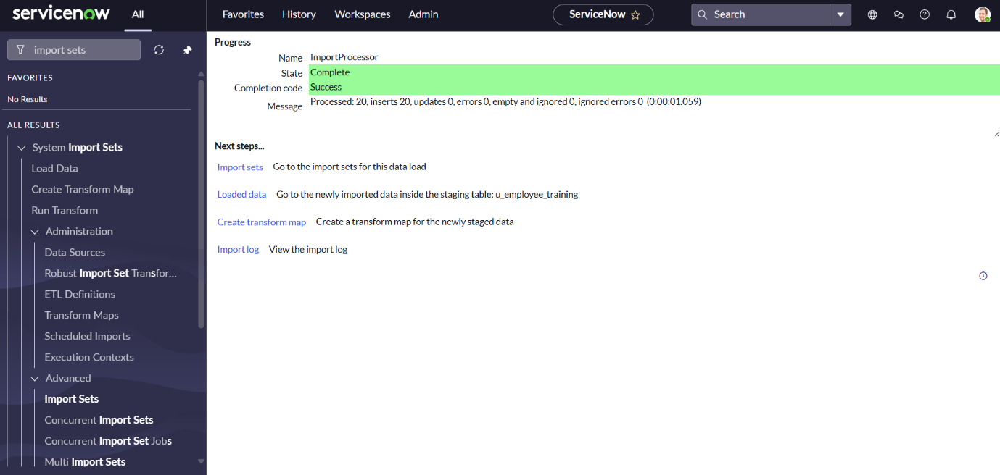 servicenow
All
Favorites
History
Workspaces
Admin
ServiceNow
Search
import sets
FAVORITES
No Results
ALL RESULTS
System Import Sets
Load Data
Create Transform Map
Run Transform
Administration
Data Sources
Robust Import Set Transfor...
ETL Definitions
Transform Maps
Scheduled Imports
Execution Contexts
Advanced
Import Sets
Concurrent Import Sets
Concurrent Import Set Jobs
Multi Import Sets
Progress
Name ImportProcessor
State Complete
Completion code Success
Message Processed: 20, inserts 20, updates 0, errors 0, empty and ignored 0, ignored errors 0 (0:00:01.059)
Next steps...
Import sets Go to the import sets for this data load
Loaded data Go to the newly imported data inside the staging table: u_employee_training
Create transform map Create a transform map for the newly staged data
Import log View the import log